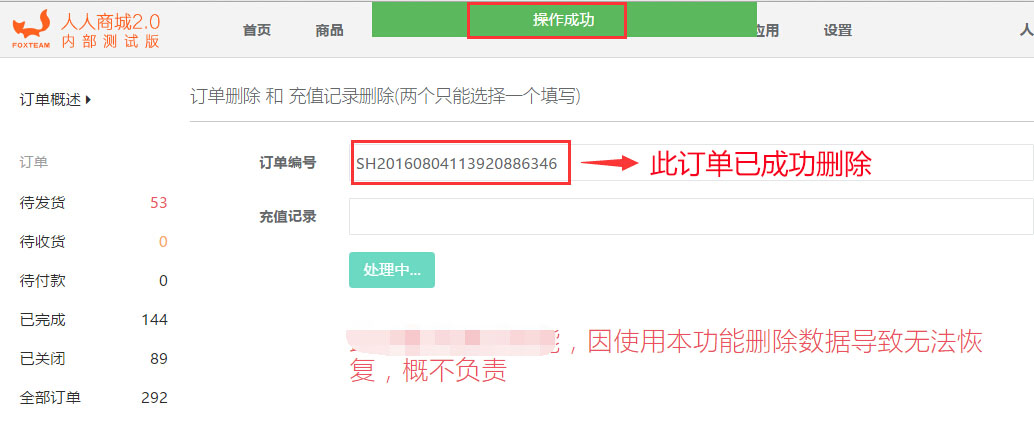 人人商城2.0
内部测试版
FOXTEAM
首页
商品
操作成功
应用
设置
人
订单概述
订单删除 和 充值记录删除(两个只能选择一个填写)
订单
订单编号
SH20160804113920886346
此订单已成功删除
待发货 53
充值记录
待收货 0
处理中...
待付款 0
已完成 144
，因使用本功能删除数据导致无法恢
复，概不负责
已关闭 89
全部订单 292